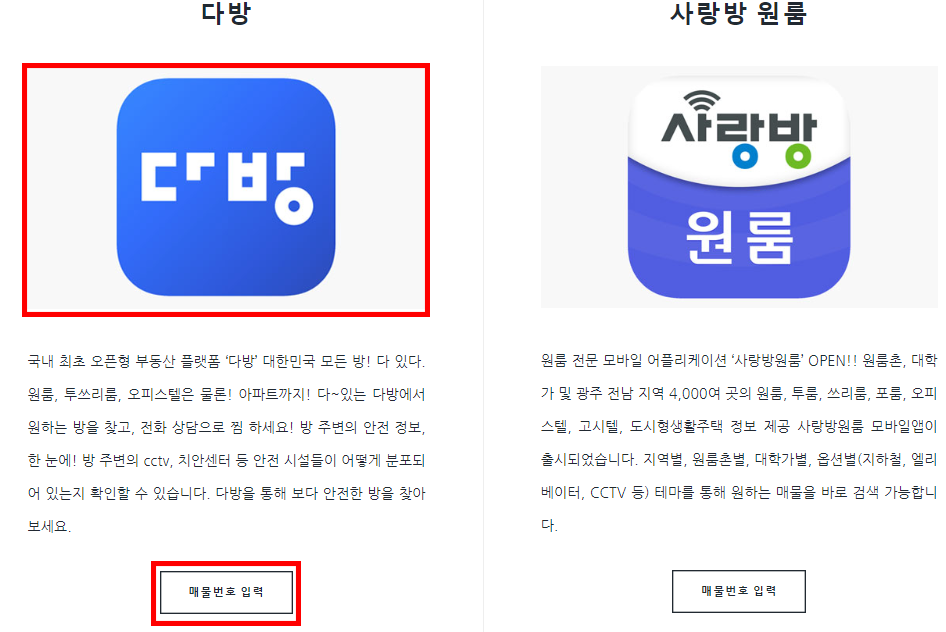 다방
다방
국내 최초 오픈형 부동산 플랫폼 ‘다방’ 대한민국 모든 방! 다 있다.
원룸, 투쓰리룸, 오피스텔은 물론! 아파트까지! 다~있는 다방에서
원하는 방을 찾고, 전화 상담으로 찜 하세요! 방 주변의 안전 정보,
한 눈에! 방 주변의 cctv, 치안센터 등 안전 시설들이 어떻게 분포되
어 있는지 확인할 수 있습니다. 다방을 통해 보다 안전한 방을 찾아
보세요.
매물번호 입력
사랑방 원룸
사랑방
원룸
원룸 전문 모바일 어플리케이션 ‘사랑방원룸’ OPEN!! 원룸촌, 대학
가 및 광주 전남 지역 4,000여 곳의 원룸, 투룸, 쓰리룸, 포룸, 오피
스텔, 고시텔, 도시형생활주택 정보 제공 사랑방원룸 모바일앱이
출시되었습니다. 지역별, 원룸촌별, 대학가별, 옵션별(지하철, 엘리
베이터, CCTV 등) 테마를 통해 원하는 매물을 바로 검색 가능합니
다.
매물번호 입력